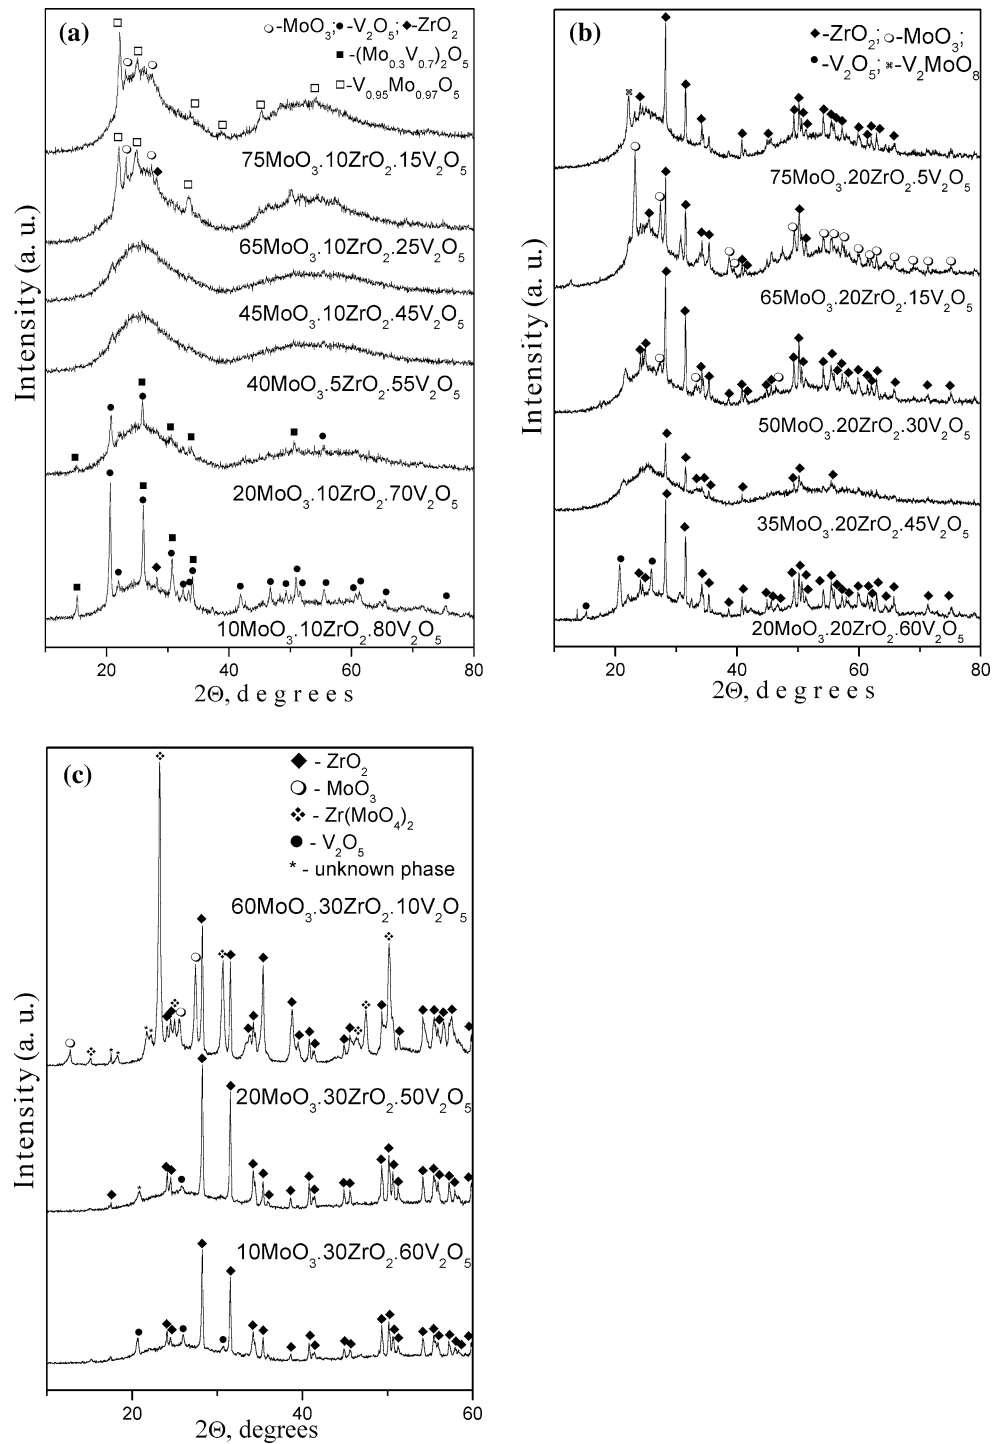 (a)
○-MoO₃; ●-V₂O₅; ◆-ZrO₂
■-(Mo₀.₃V₀.₇)₂O₅
□-V₀.₉₅Mo₀.₉₇O₅
75MoO₃.10ZrO₂.15V₂O₅
65MoO₃.10ZrO₂.25V₂O₅
45MoO₃.10ZrO₂.45V₂O₅
40MoO₃.5ZrO₂.55V₂O₅
20MoO₃.10ZrO₂.70V₂O₅
10MoO₃.10ZrO₂.80V₂O₅
Intensity (a. u.)
20 40 60 80
2Θ, degrees
(b)
◆-ZrO₂; ○-MoO₃;
●-V₂O₅; ⌘-V₂MoO₈
75MoO₃.20ZrO₂.5V₂O₅
65MoO₃.20ZrO₂.15V₂O₅
50MoO₃.20ZrO₂.30V₂O₅
35MoO₃.20ZrO₂.45V₂O₅
20MoO₃.20ZrO₂.60V₂O₅
Intensity (a. u.)
20 40 60 80
2Θ, degrees
(c)
◆ - ZrO₂
○ - MoO₃
❖ - Zr(MoO₄)₂
● - V₂O₅
* - unknown phase
60MoO₃.30ZrO₂.10V₂O₅
20MoO₃.30ZrO₂.50V₂O₅
10MoO₃.30ZrO₂.60V₂O₅
Intensity (a. u.)
20 40 60
2Θ, degrees